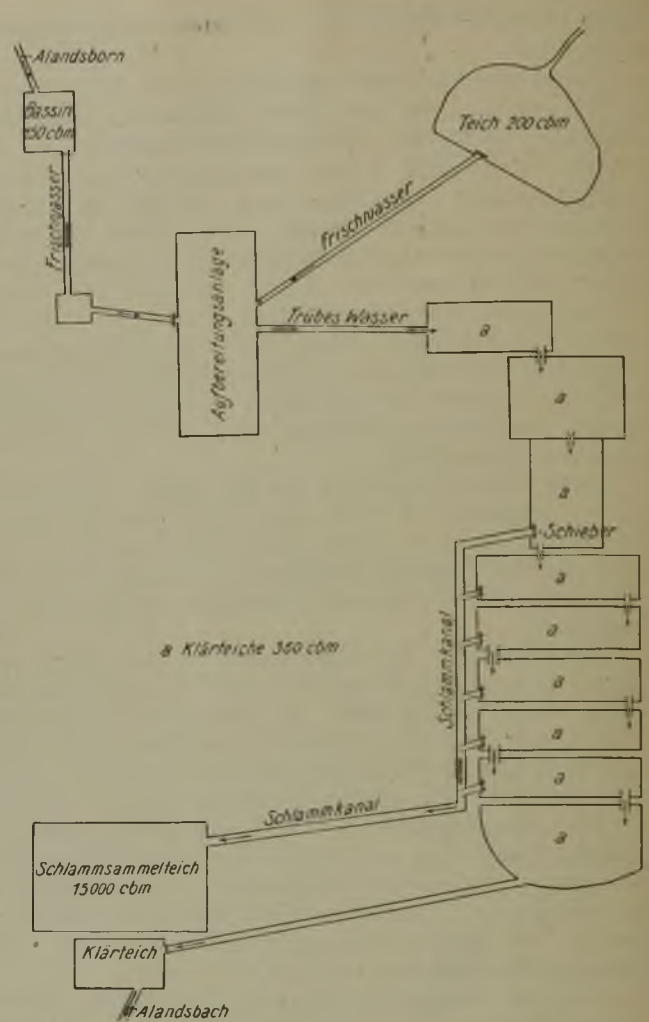 Alandsborn
Bassin
150 cbm
Teich 200 cbm
Frischwasser
Frischwasser
Aufbereitungsanlage
Trübes Wasser
a
a
a
Schieber
a
a
a
a
a
a
a Klärteiche 350 cbm
Schlammkanal
Schlammkanal
Schlammsammelteich
15000 cbm
Klärteich
Alandsbach